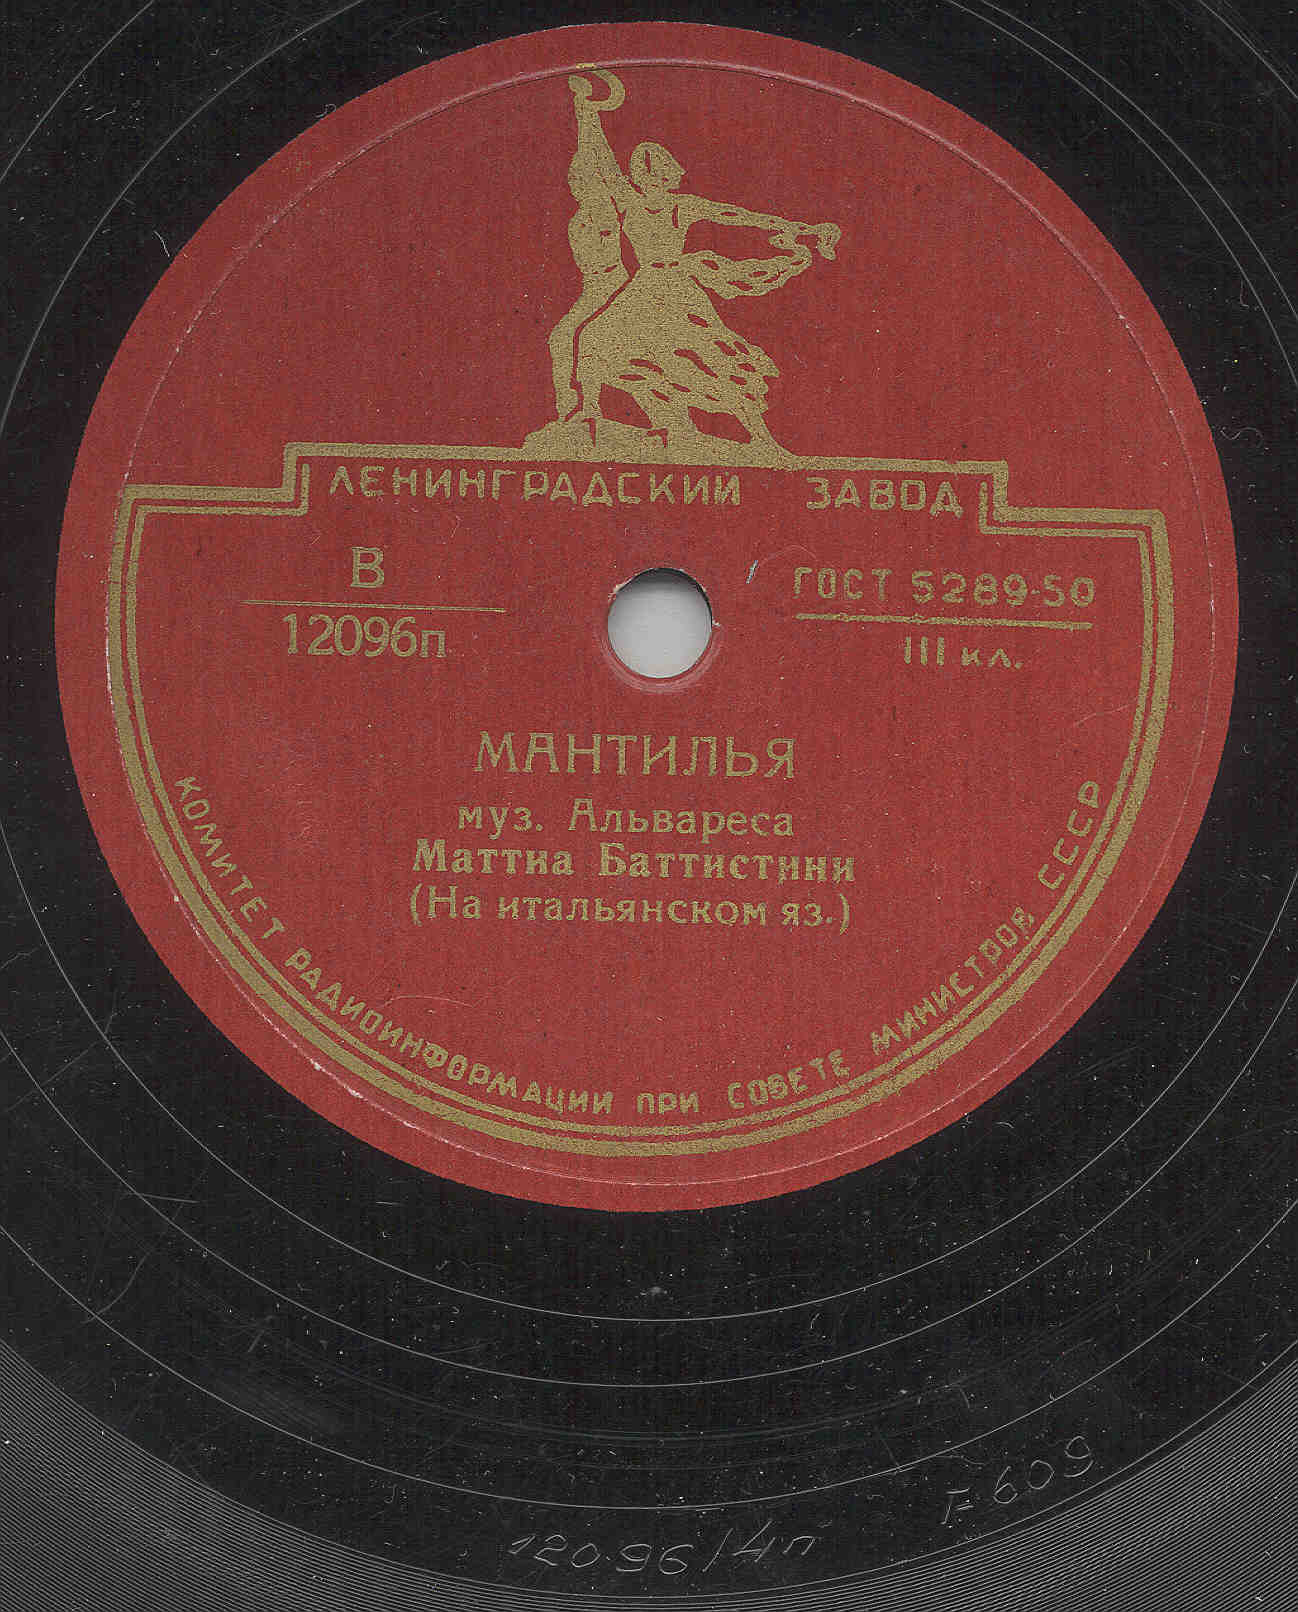 ЛЕНИНГРАДСКИЙ ЗАВОД
В
12096п
ГОСТ 5289-50
III кл.
МАНТИЛЬЯ
муз. Альвареса
Маттиа Баттистини
(На итальянском яз.)
КОМИТЕТ РАДИОИНФОРМАЦИИ ПРИ СОВЕТЕ МИНИСТРОВ СССР
12096/4п
Г-609